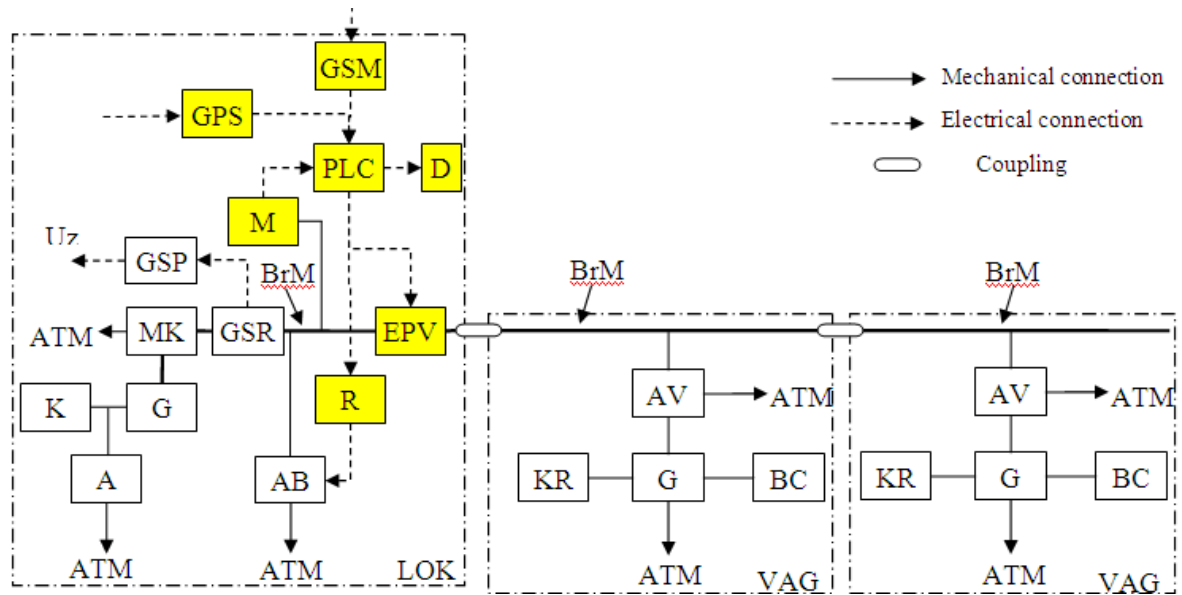 GSM
Mechanical connection
GPS
Electrical connection
PLC
D
Coupling
M
Uz
GSP
BrM
BrM
BrM
ATM
MK
GSR
EPV
K
G
R
AV
ATM
AV
ATM
A
AB
KR
G
BC
KR
G
BC
ATM
ATM
LOK
ATM
VAG
ATM
VAG